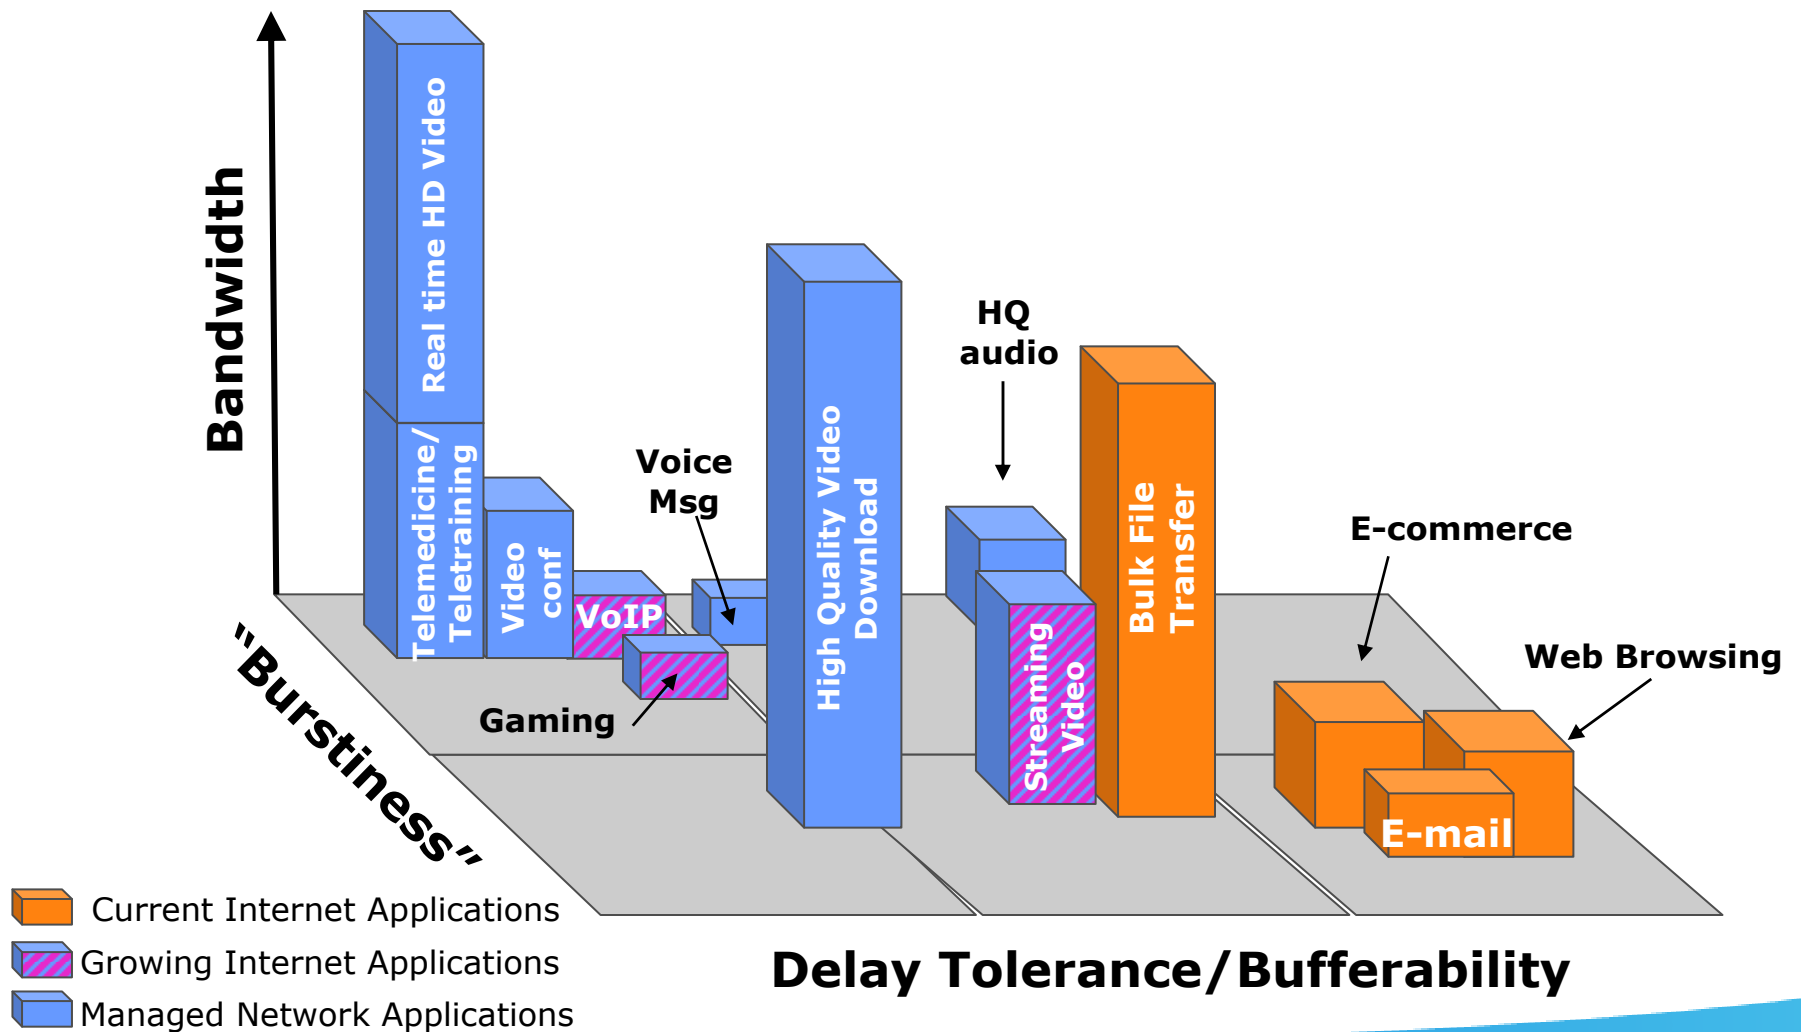 Bandwidth
Real time HD Video
Telemedicine/
Teletraining
Video
conf
VoIP
Voice
Msg
Gaming
High Quality Video
Download
HQ
audio
Streaming
Video
Bulk File
Transfer
E-commerce
Web Browsing
E-mail
“Burstiness”
Delay Tolerance/Bufferability
Current Internet Applications
Growing Internet Applications
Managed Network Applications